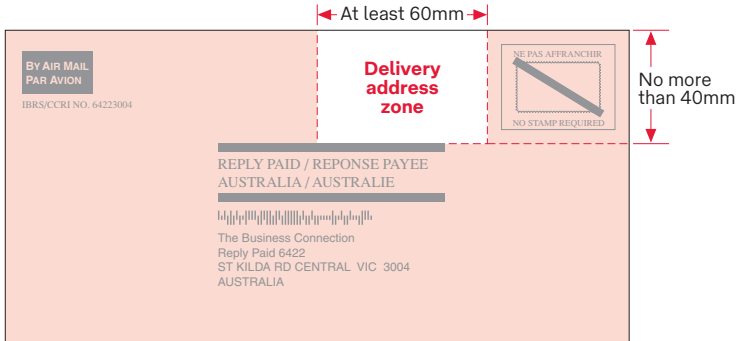 At least 60mm
BY AIR MAIL
PAR AVION
IBRS/CCRI NO. 64223004
Delivery
address
zone
NE PAS AFFRANCHIR
NO STAMP REQUIRED
No more
than 40mm
REPLY PAID / REPONSE PAYEE
AUSTRALIA / AUSTRALIE
The Business Connection
Reply Paid 6422
ST KILDA RD CENTRAL  VIC  3004
AUSTRALIA